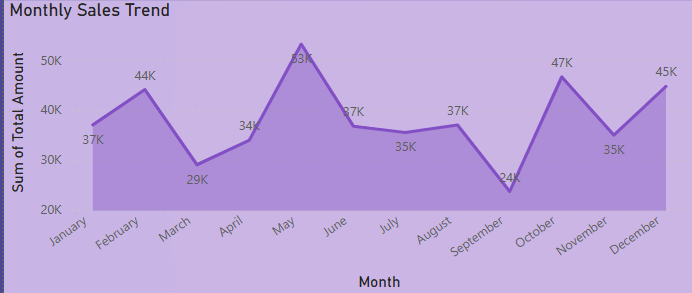 Monthly Sales Trend
Sum of Total Amount
50K
40K
30K
20K
37K
44K
29K
34K
53K
37K
35K
37K
24K
47K
35K
45K
January
February
March
April
May
June
July
August
September
October
November
December
Month